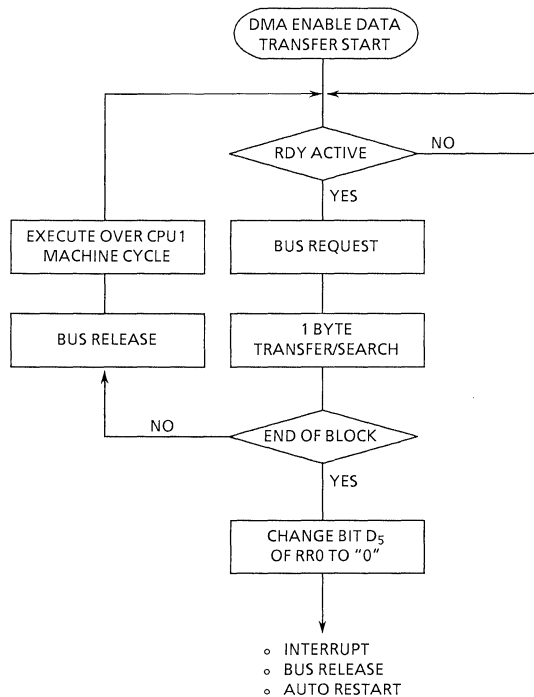 DMA ENABLE DATA
TRANSFER START
RDY ACTIVE
NO
YES
EXECUTE OVER CPU1
MACHINE CYCLE
BUS REQUEST
BUS RELEASE
1 BYTE
TRANSFER/SEARCH
NO
END OF BLOCK
YES
CHANGE BIT D₅
OF RR0 TO “0”
∘ INTERRUPT
∘ BUS RELEASE
∘ AUTO RESTART